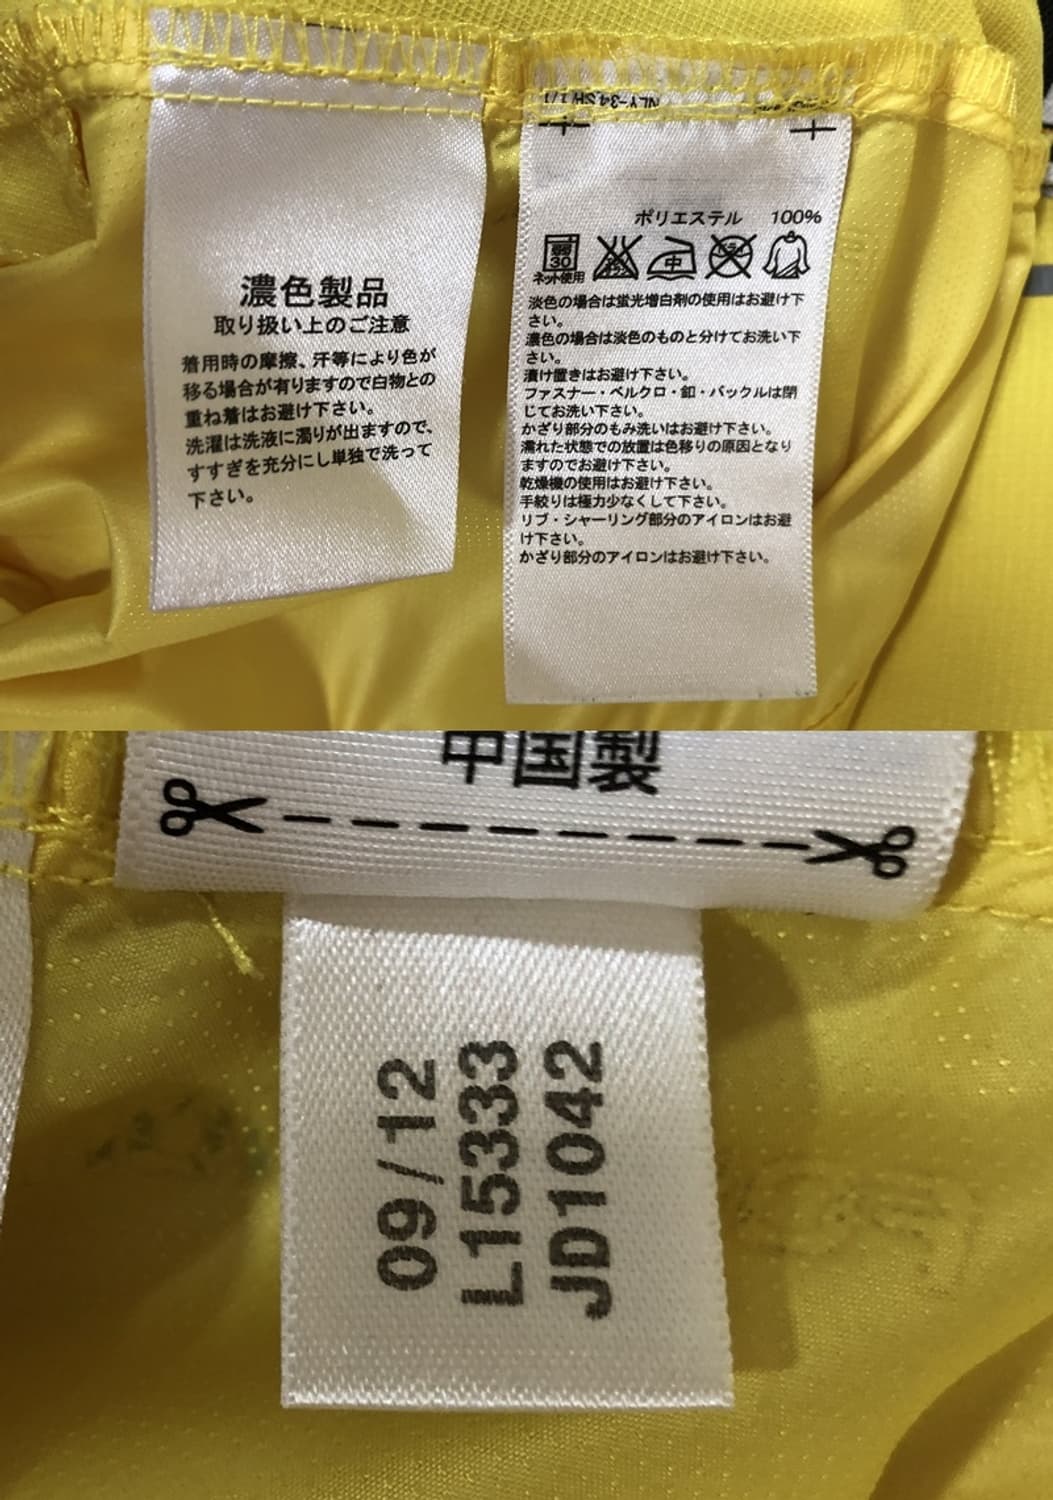 濃色製品
取り扱い上のご注意
着用時の摩擦、汗等により色が
移る場合が有りますので白物との
重ね着はお避け下さい。
洗濯は洗液に濁りが出ますので、
すすぎを充分にし単独で洗って
下さい。
NLY-34,SH1/1
ポリエステル 100%
弱
30
中
ドライ
ネット使用
淡色の場合は蛍光増白剤の使用はお避け下
さい。
濃色の場合は淡色のものと分けてお洗い下
さい。
漬け置きはお避け下さい。
ファスナー・ベルクロ・釦・バックルは閉
じてお洗い下さい。
かざり部分のもみ洗いはお避け下さい。
濡れた状態での放置は色移りの原因となり
ますのでお避け下さい。
乾燥機の使用はお避け下さい。
手絞りは極力少なくして下さい。
リブ・シャーリング部分のアイロンはお避
け下さい。
かざり部分のアイロンはお避け下さい。
中国製
09/12
L15333
JD1042